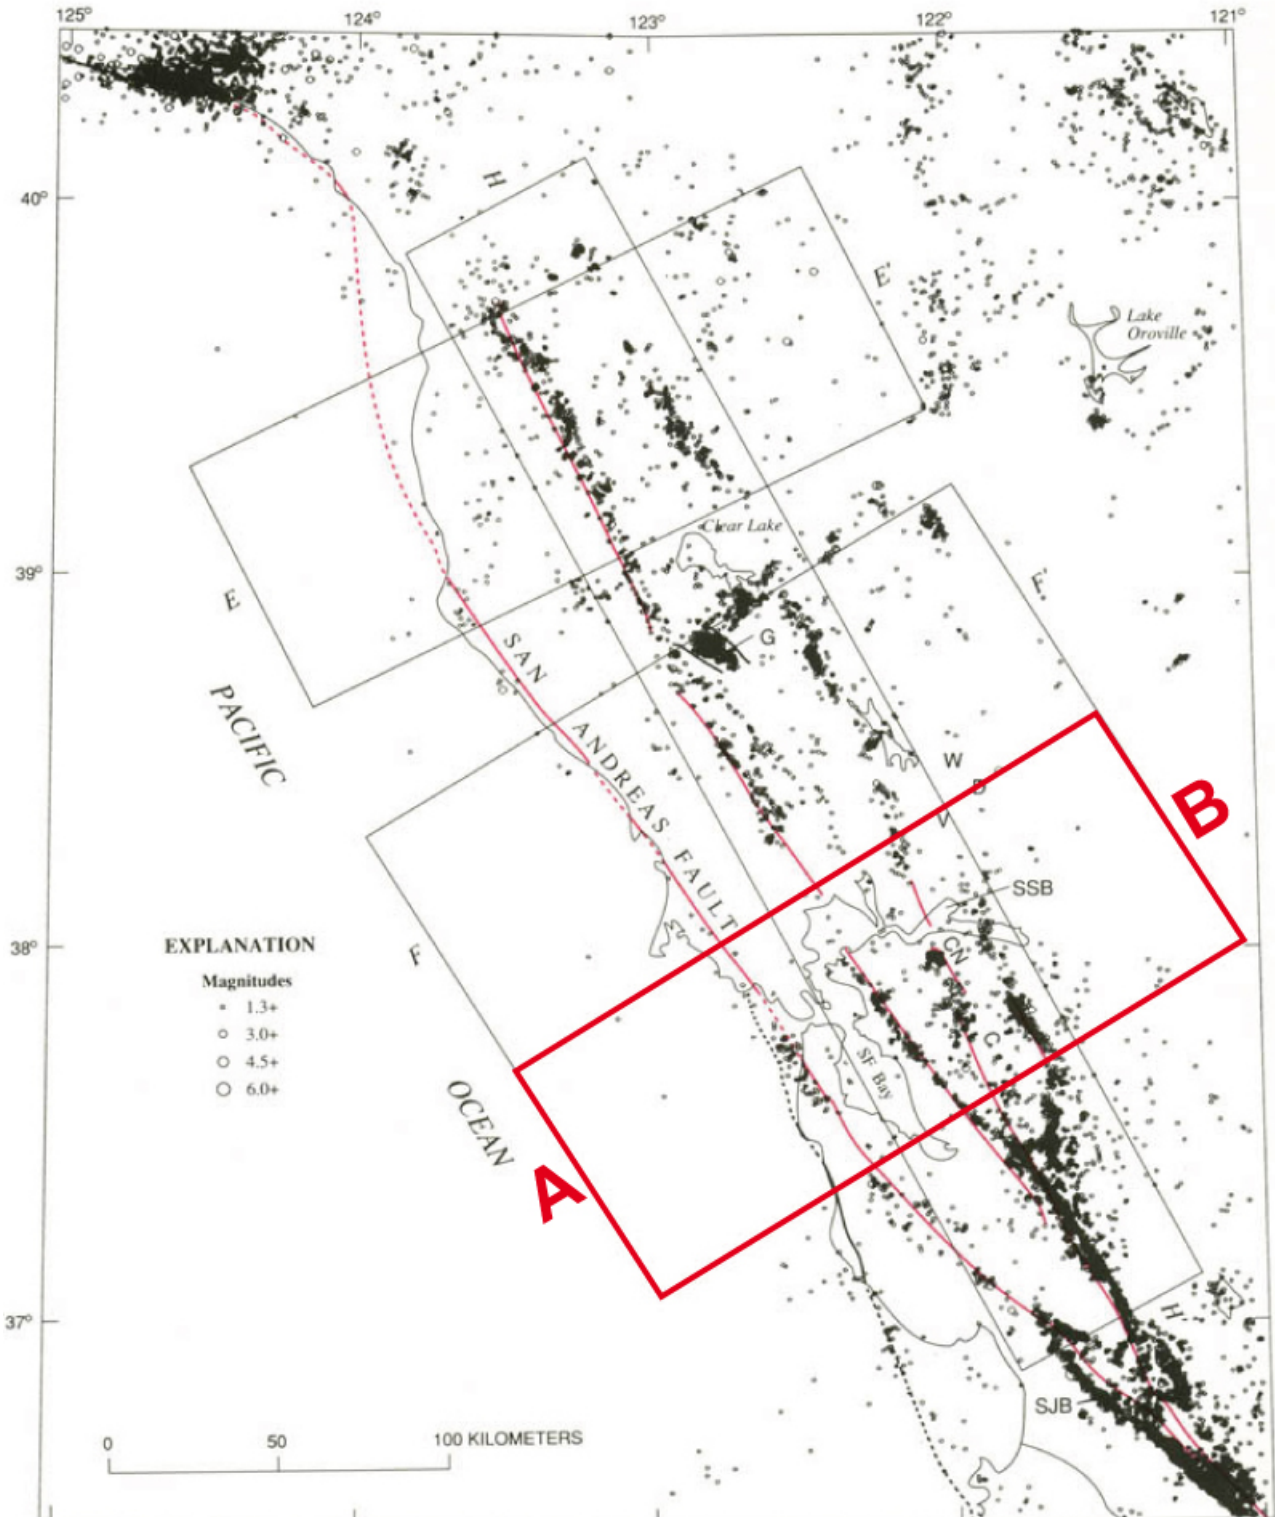 125° 124° 123° 122° 121°
H
40°
E'
Lake
Oroville
Clear Lake
39°
E
F'
G
SAN
PACIFIC
ANDREAS
W
D
B
V
FAULT
SSB
EXPLANATION
38°
F
CN
Magnitudes
1.3+
3.0+
C
4.5+
SF Bay
6.0+
OCEAN
A
37°
H'
SJB
0 50 100 KILOMETERS